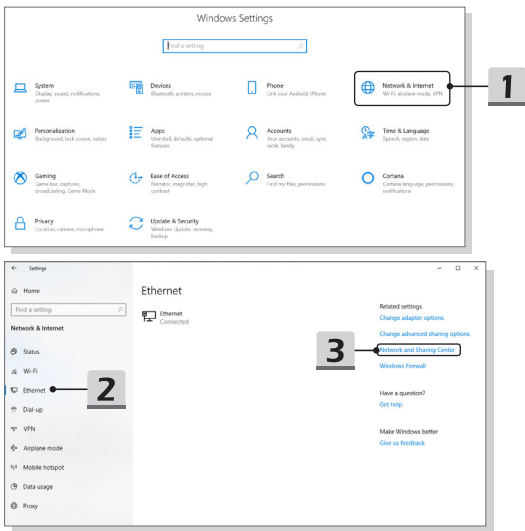 Windows Settings
Find a setting
System
Display, sound, notifications,
power
Devices
Bluetooth, printers, mouse
Phone
Link your Android, iPhone
Network & Internet
Wi-Fi, airplane mode, VPN
1
Personalization
Background, lock screen, colors
Apps
Uninstall, defaults, optional
features
Accounts
Your accounts, email, sync,
work, family
Time & Language
Speech, region, date
Gaming
Game bar, captures,
broadcasting, Game Mode
Ease of Access
Narrator, magnifier, high
contrast
Search
Find my files, permissions
Cortana
Cortana language, permissions,
notifications
Privacy
Location, camera, microphone
Update & Security
Windows Update, recovery,
backup
Settings
Home
Find a setting
Network & Internet
Status
Wi-Fi
Ethernet
2
Dial-up
VPN
Airplane mode
Mobile hotspot
Data usage
Proxy
Ethernet
Ethernet
Connected
3
Related settings
Change adapter options
Change advanced sharing options
Network and Sharing Center
Windows Firewall
Have a question?
Get help
Make Windows better
Give us feedback